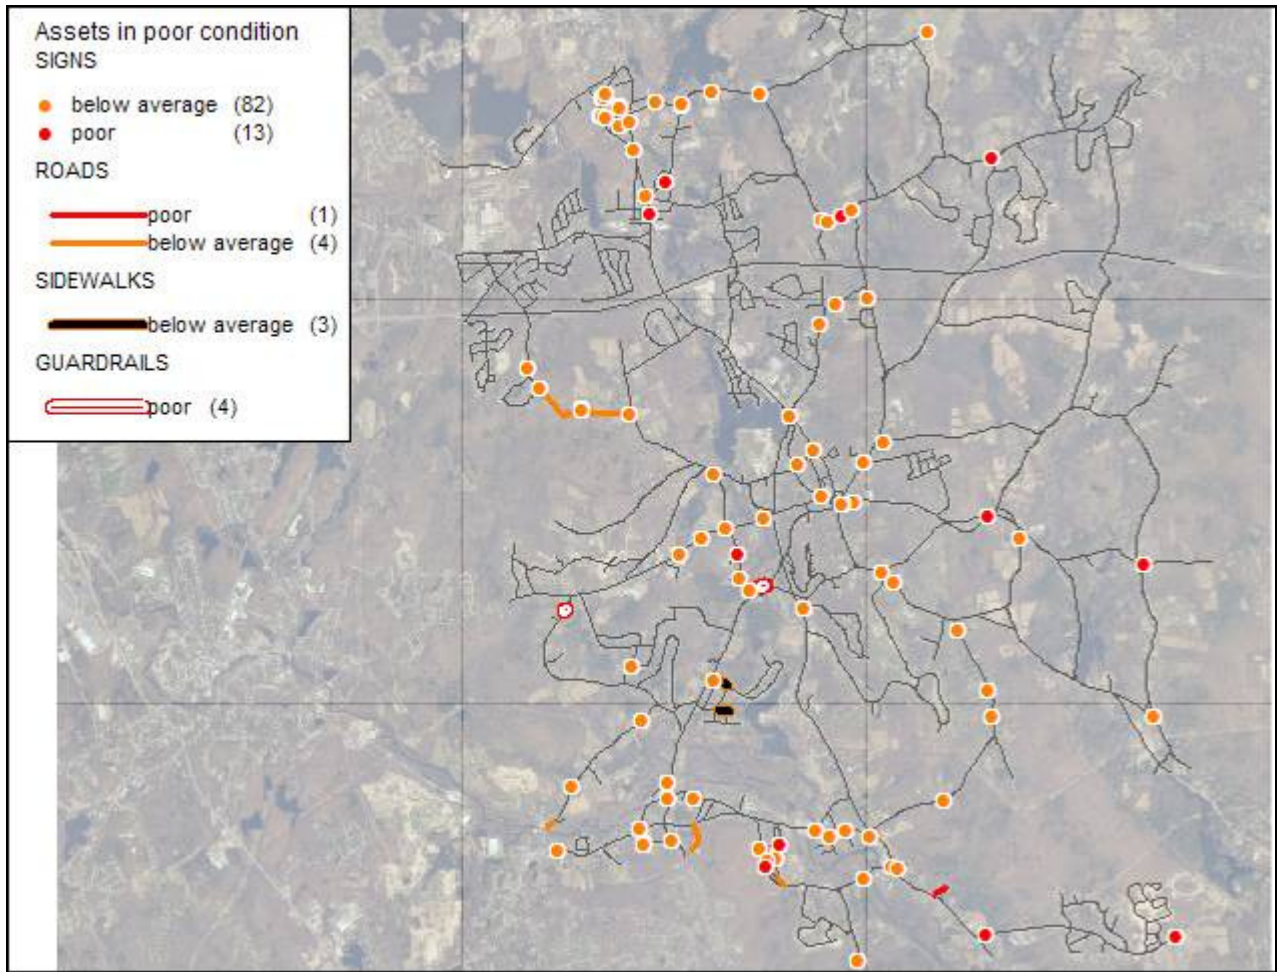 Assets in poor condition
SIGNS
below average (82)
poor (13)
ROADS
poor (1)
below average (4)
SIDEWALKS
below average (3)
GUARDRAILS
poor (4)